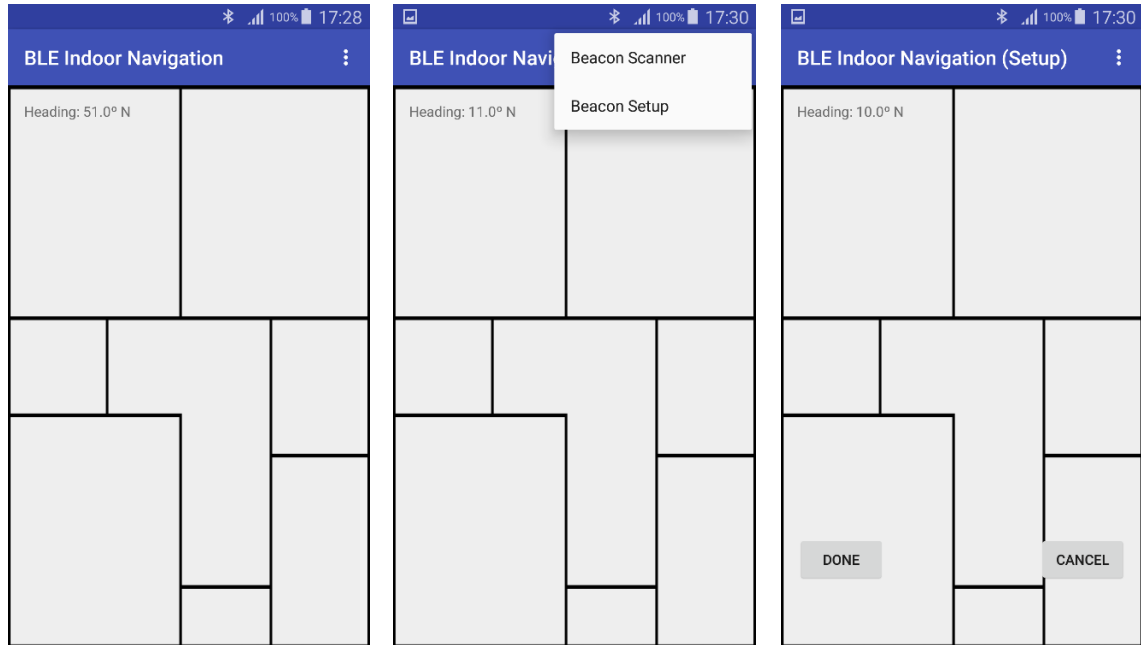 100% 17:28
BLE Indoor Navigation
Heading: 51.0º N
100% 17:30
BLE Indoor Navi
Beacon Scanner
Beacon Setup
Heading: 11.0º N
100% 17:30
BLE Indoor Navigation (Setup)
Heading: 10.0º N
DONE
CANCEL